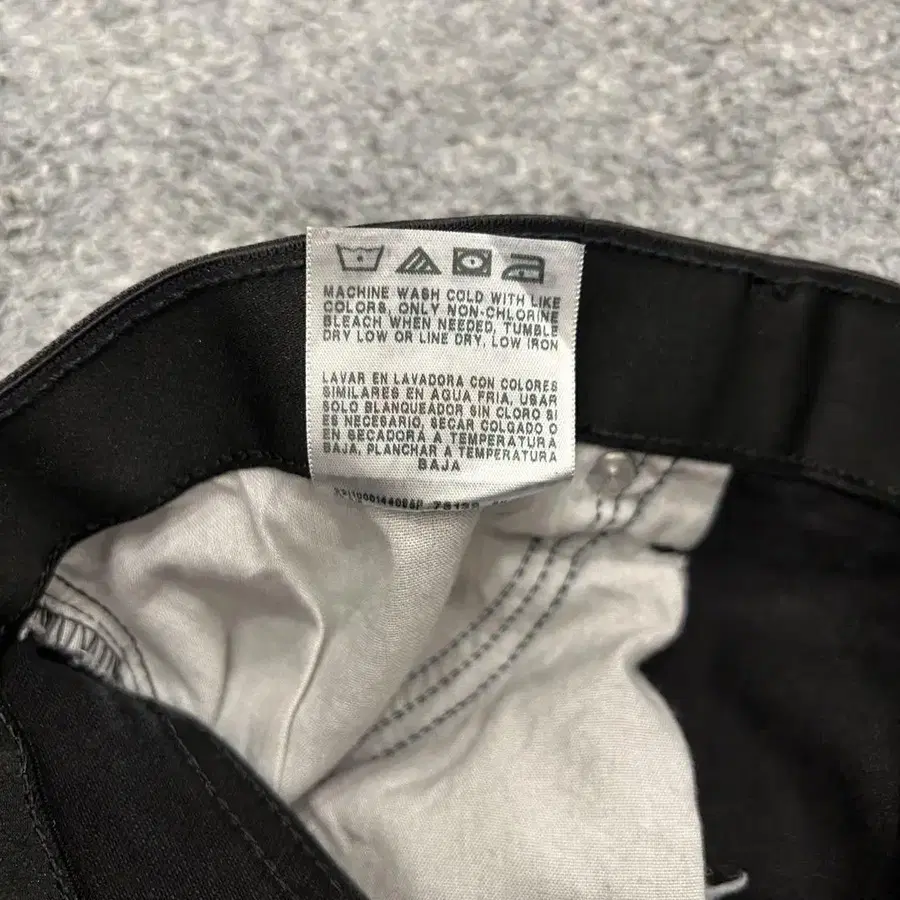 MACHINE WASH COLD WITH LIKE
COLORS, ONLY NON-CHLORINE
BLEACH WHEN NEEDED, TUMBLE
DRY LOW OR LINE DRY, LOW IRON
LAVAR EN LAVADORA CON COLORES
SIMILARES EN AGUA FRIA, USAR
SOLO BLANQUEADOR SIN CLORO SI
ES NECESARIO, SECAR COLGADO O
EN SECADORA A TEMPERATURA
BAJA, PLANCHAR A TEMPERATURA
BAJA